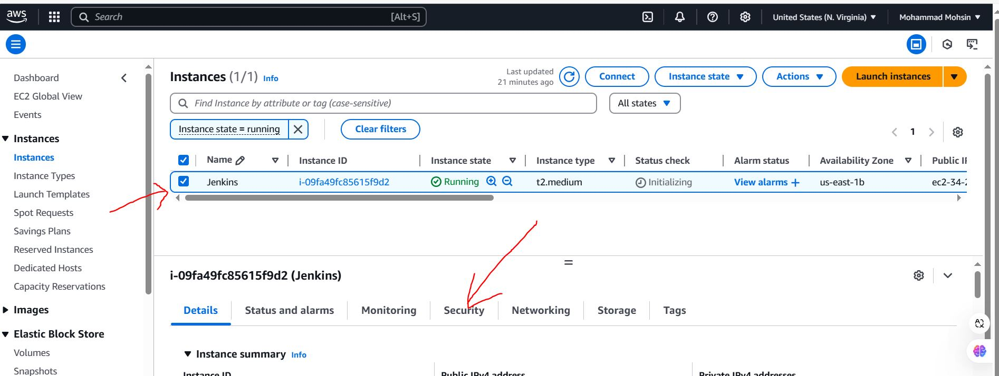 aws
Search [Alt+S]
United States (N. Virginia) Mohammad Mohsin
Dashboard
EC2 Global View
Events
Instances
Instances
Instance Types
Launch Templates
Spot Requests
Savings Plans
Reserved Instances
Dedicated Hosts
Capacity Reservations
Images
Elastic Block Store
Volumes
Snapshots
Instances (1/1) Info
Last updated
21 minutes ago
Connect
Instance state
Actions
Launch instances
Find Instance by attribute or tag (case-sensitive)
All states
Instance state = running
Clear filters
1
Name Instance ID Instance state Instance type Status check Alarm status Availability Zone Public IP
Jenkins i-09fa49fc85615f9d2 Running t2.medium Initializing View alarms + us-east-1b ec2-34-2
i-09fa49fc85615f9d2 (Jenkins)
Details Status and alarms Monitoring Security Networking Storage Tags
Instance summary Info
Instance ID Public IPv4 address Private IPv4 addresses